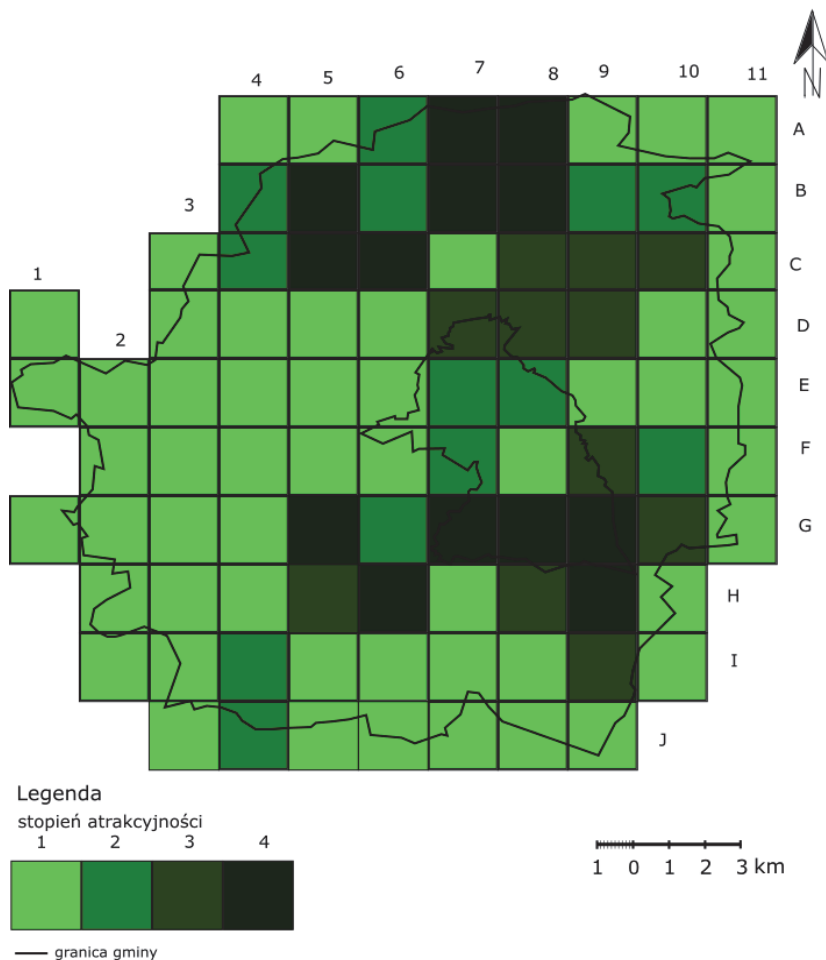 N
4 5 6 7 8 9 10 11
A
B
3
C
1
D
2
E
F
G
H
I
J
Legenda
stopień atrakcyjności
1 2 3 4
1 0 1 2 3 km
granica gminy